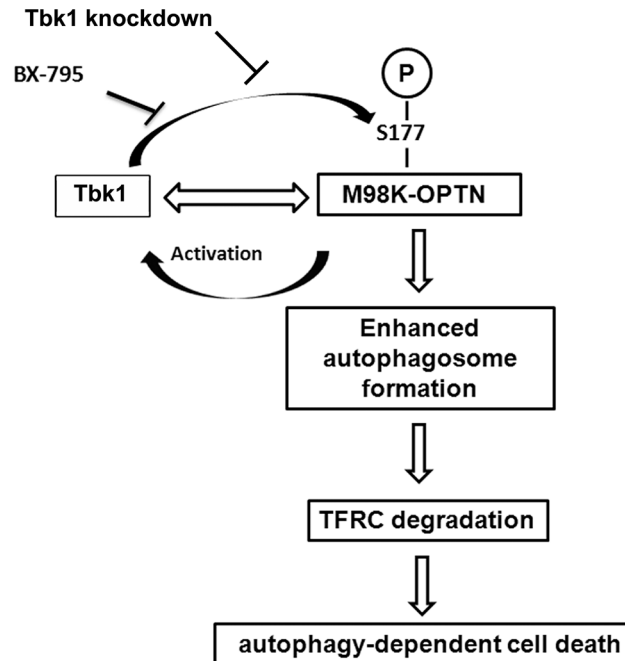 Tbk1 knockdown
BX-795
P
S177
Tbk1
M98K-OPTN
Activation
Enhanced
autophagosome
formation
TFRC degradation
autophagy-dependent cell death